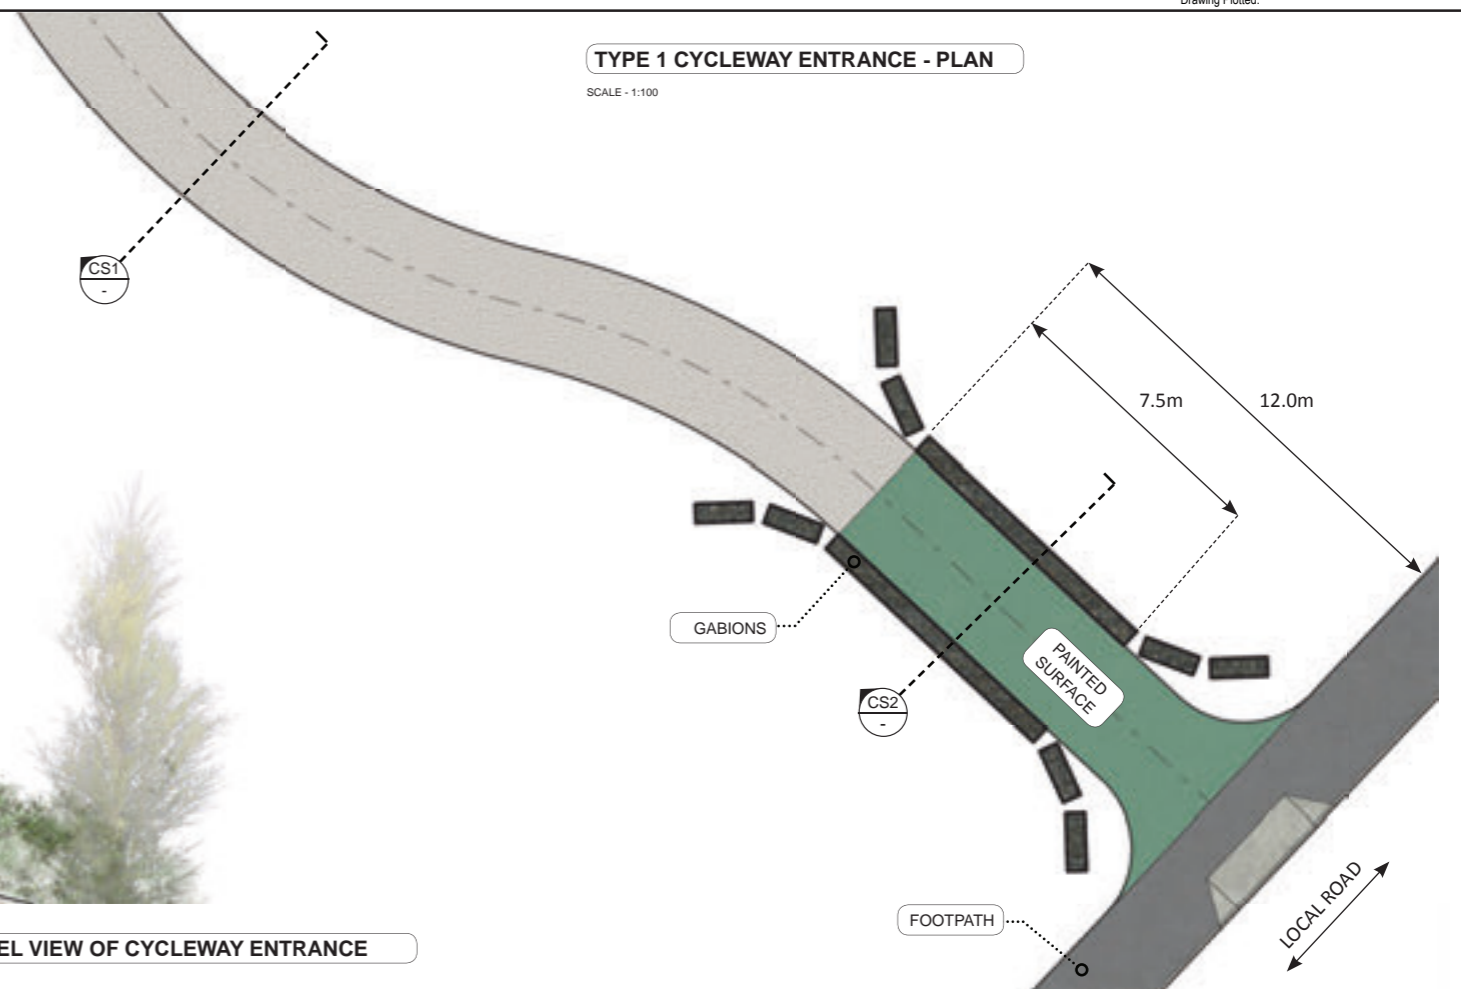 Drawing Plotted:
TYPE 1 CYCLEWAY ENTRANCE - PLAN
SCALE - 1:100
CS1
-
7.5m
12.0m
GABIONS
PAINTED
SURFACE
CS2
-
FOOTPATH
LOCAL ROAD
EL VIEW OF CYCLEWAY ENTRANCE